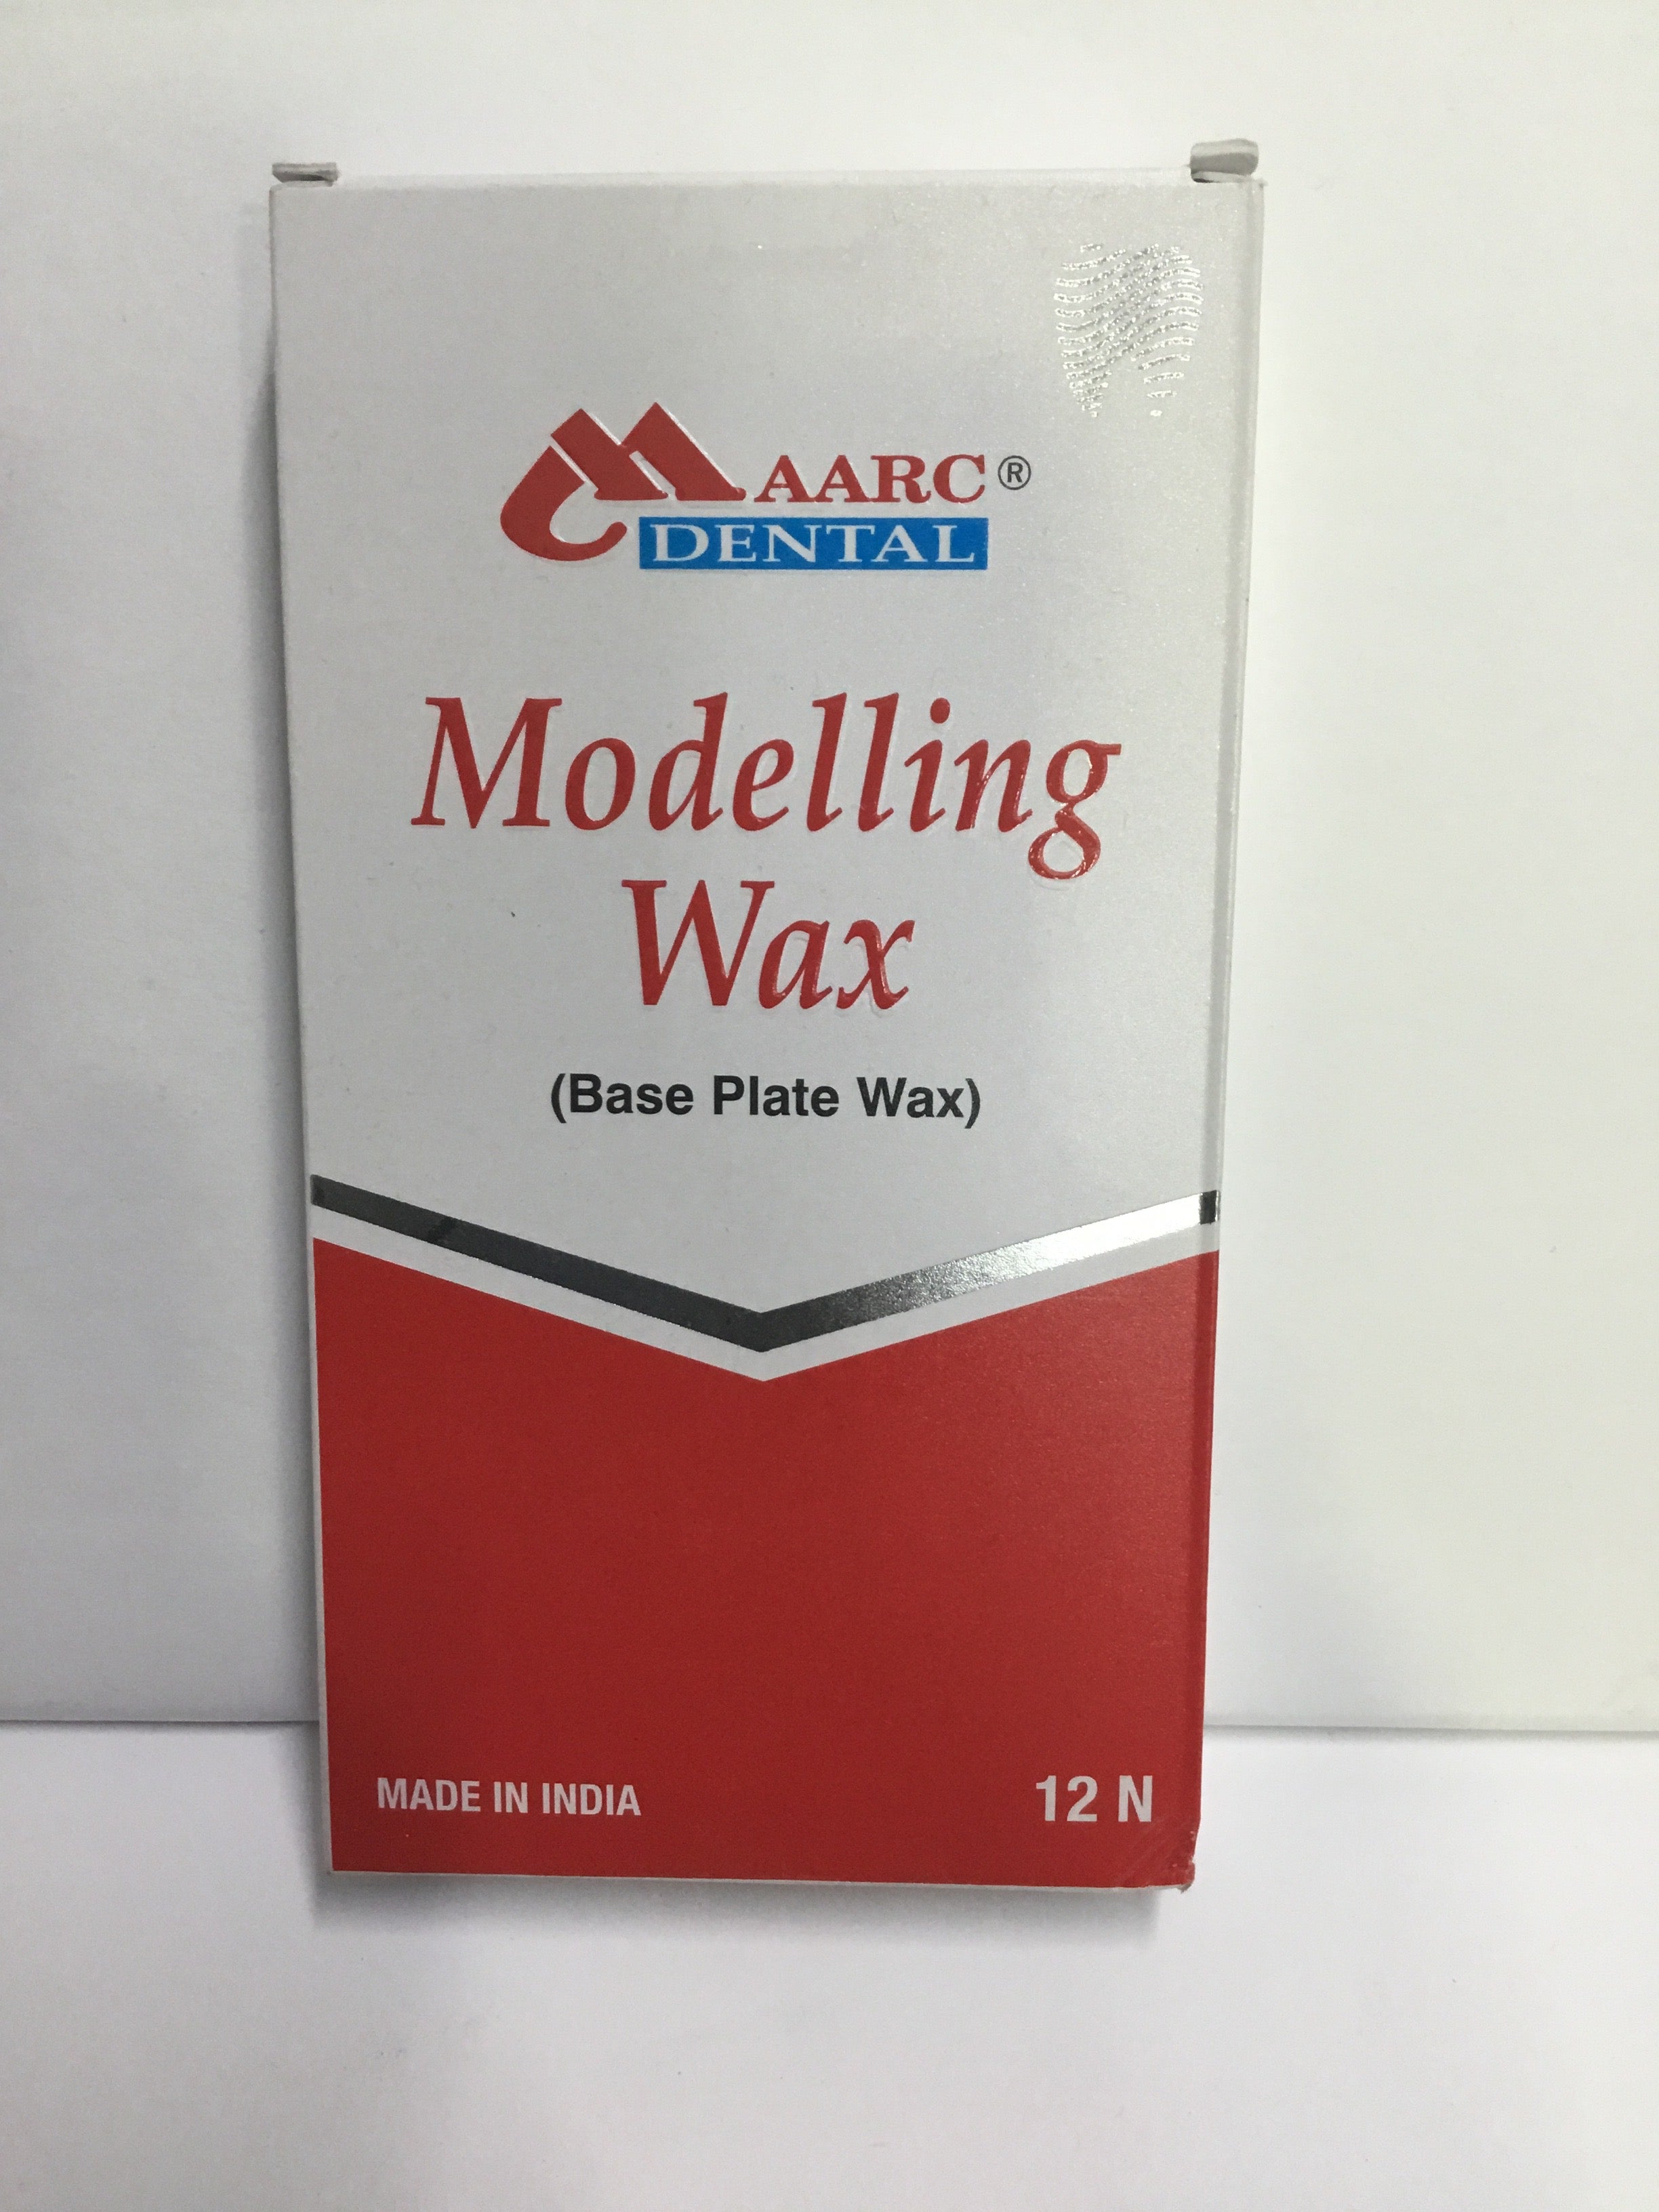 MAARC®
DENTAL
Modelling
Wax
(Base Plate Wax)
MADE IN INDIA
12 N